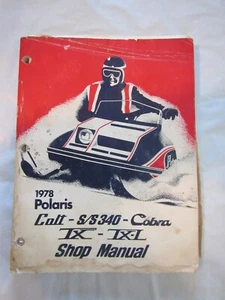 1978
Polaris
Colt - S/S 340 - Cobra
TX - TX-L
Shop Manual